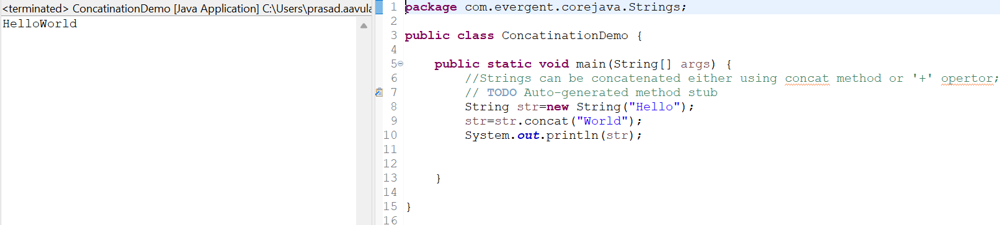 <terminated> ConcatinationDemo [Java Application] C:\Users\prasad.aavula
HelloWorld
1 package com.evergent.corejava.Strings;
2
3 public class ConcatinationDemo {
4
5 public static void main(String[] args) {
6 //Strings can be concatenated either using concat method or '+' opertor;
7 // TODO Auto-generated method stub
8 String str=new String("Hello");
9 str=str.concat("World");
10 System.out.println(str);
11
12
13 }
14
15 }
16